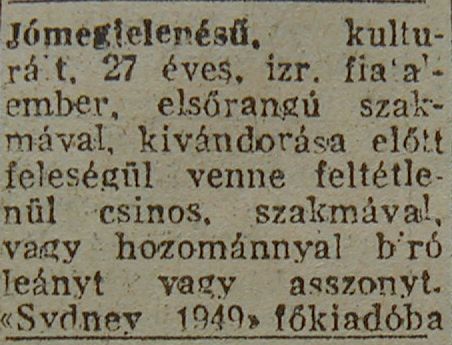 Jómegjelenésű, kultu-
rált, 27 éves, izr. fiatal-
ember, elsőrangú szak-
mával, kivándorása előtt
feleségül venne feltétle-
nül csinos, szakmával,
vagy hozománnyal bíró
leányt vagy asszonyt.
«Sydney 1949» főkiadóba